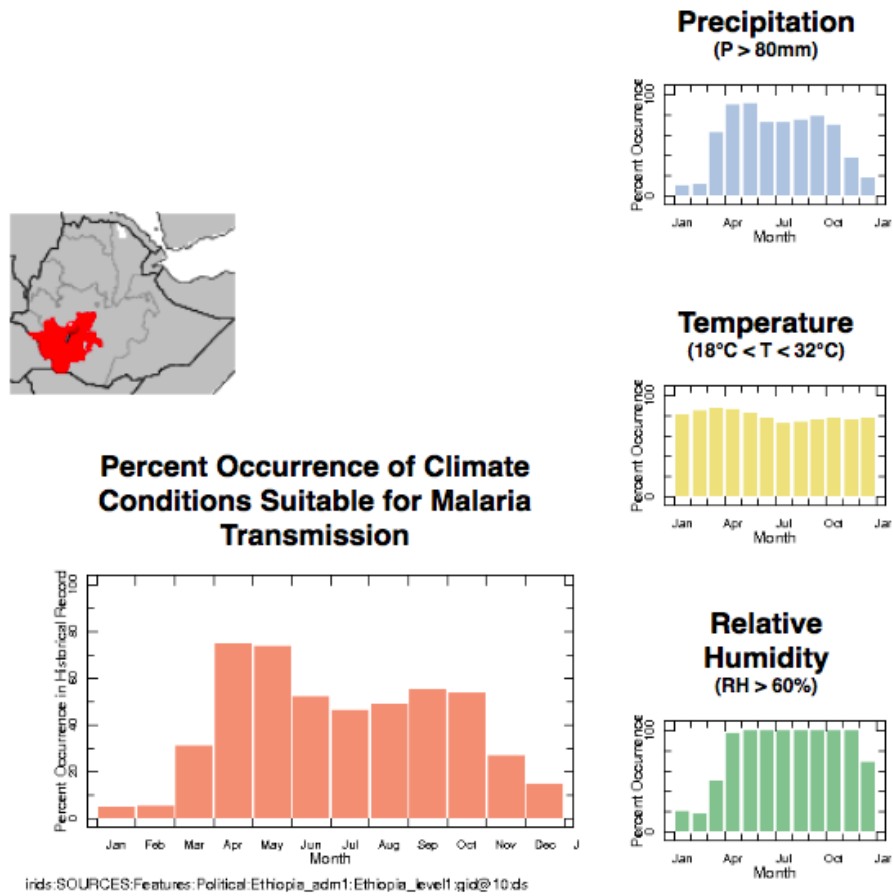 Precipitation
(P > 80mm)
Percent Occurrence
100
0
Jan Apr Jul Oct Jan
Month
Temperature
(18°C < T < 32°C)
Percent Occurrence
100
0
Jan Apr Jul Oct Jan
Month
Percent Occurrence of Climate
Conditions Suitable for Malaria
Transmission
Percent Occurrence in Historical Record
100
80
60
40
20
0
Jan Feb Mar Apr May Jun Jul Aug Sep Oct Nov Dec J
Month
Relative
Humidity
(RH > 60%)
Percent Occurrence
100
0
Jan Apr Jul Oct Jan
Month
irids:SOURCES:Features:Political:Ethiopia_adm1:Ethiopia_level1:gid@10:ds